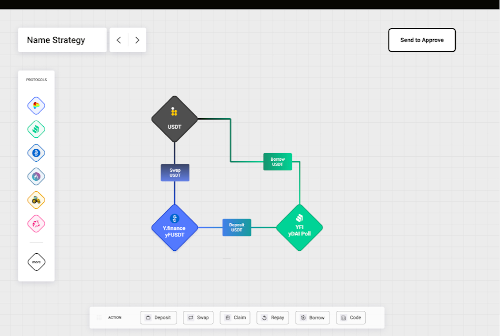 Name Strategy
Send to Approve
PROTOCOLS
USDT
Borrow
USDT
Swap
USDT
Y.finance
yFUSDT
Deposit
USDT
YFI
yDAI Poll
ACTION
Deposit
Swap
Claim
Repay
Borrow
Code